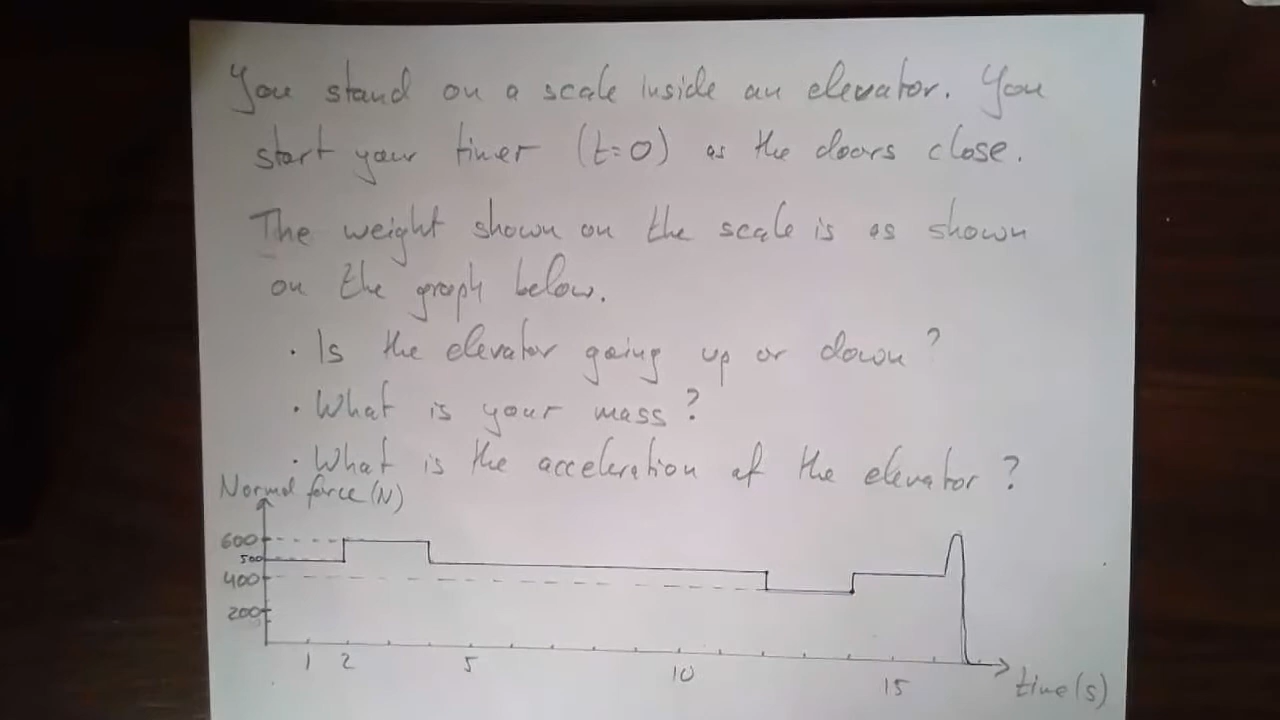 You stand on a scale inside an elevator. You
start your timer (t=0) as the doors close.
The weight shown on the scale is as shown
on the graph below.
· Is the elevator going up or down?
· What is your mass?
· What is the acceleration of the elevator?
Normal force (N)
600
500
400
200
1 2 5 10 15 time(s)